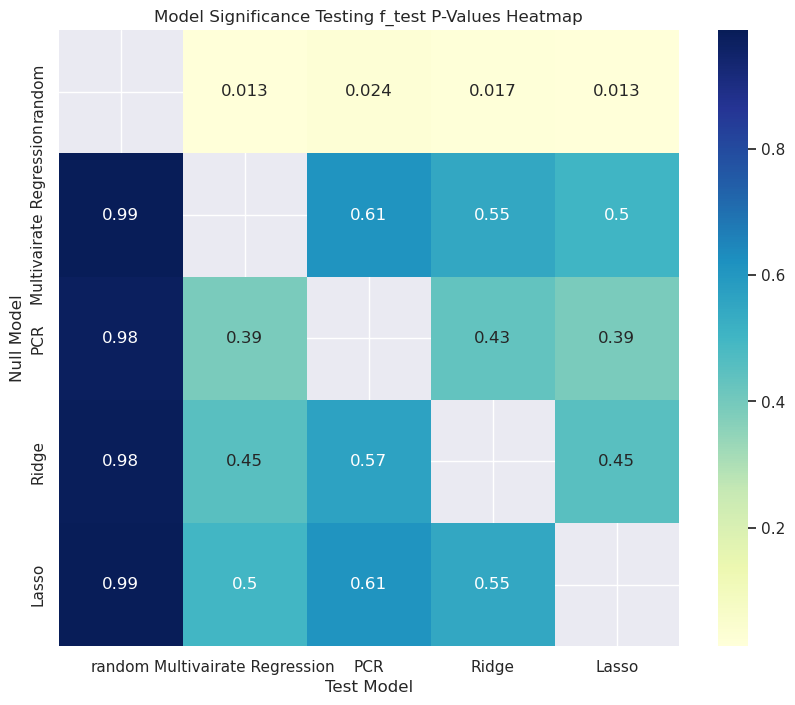 Model Significance Testing f_test P-Values Heatmap
random
0.013 0.024 0.017 0.013
Multivairate Regression
0.99 0.61 0.55 0.5
PCR
0.98 0.39 0.43 0.39
Ridge
0.98 0.45 0.57 0.45
Lasso
0.99 0.5 0.61 0.55
Null Model
random Multivairate Regression PCR Ridge Lasso
Test Model
0.8
0.6
0.4
0.2